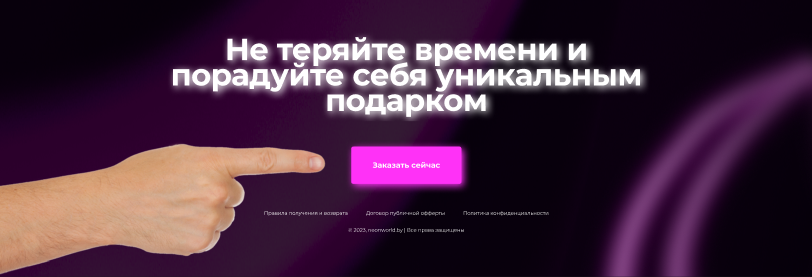 Не теряйте времени и
порадуйте себя уникальным
подарком
Заказать сейчас
Правила получения и возврата Договор публичной офферты Политика конфиденциальности
© 2023, neonworld.by | Все права защищены